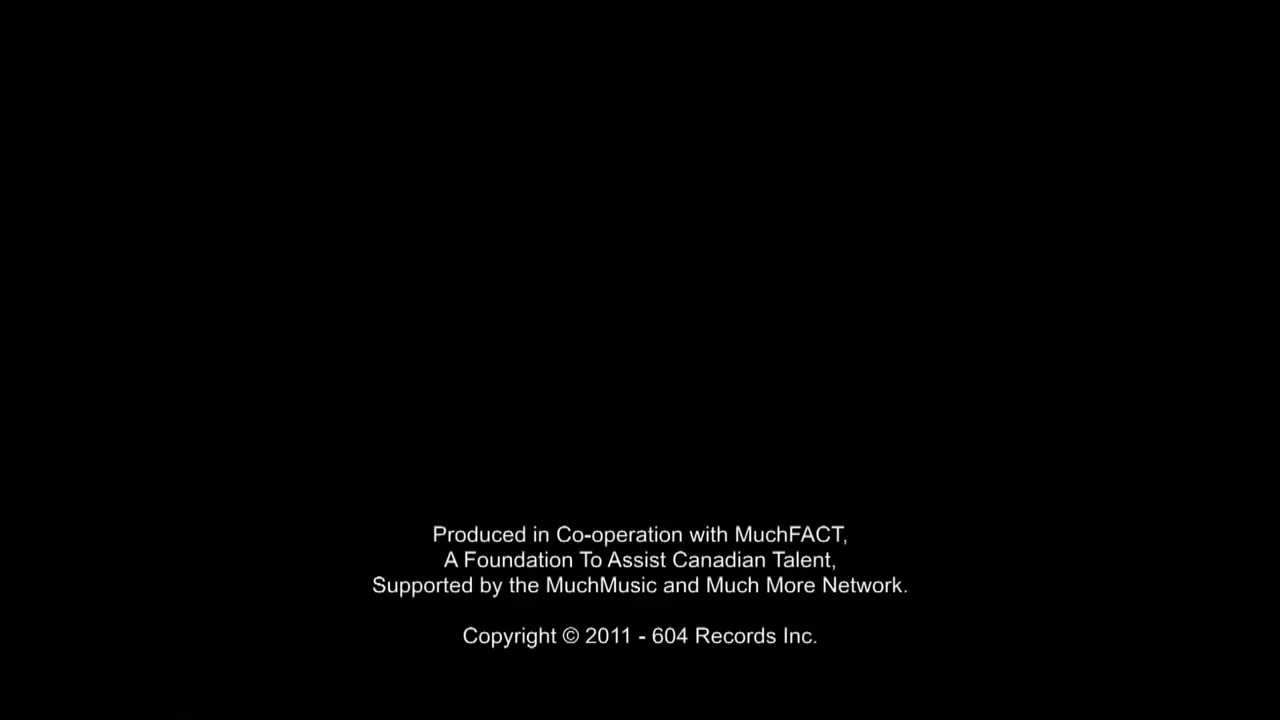 Produced in Co-operation with MuchFACT,
A Foundation To Assist Canadian Talent,
Supported by the MuchMusic and Much More Network.
Copyright © 2011 - 604 Records Inc.